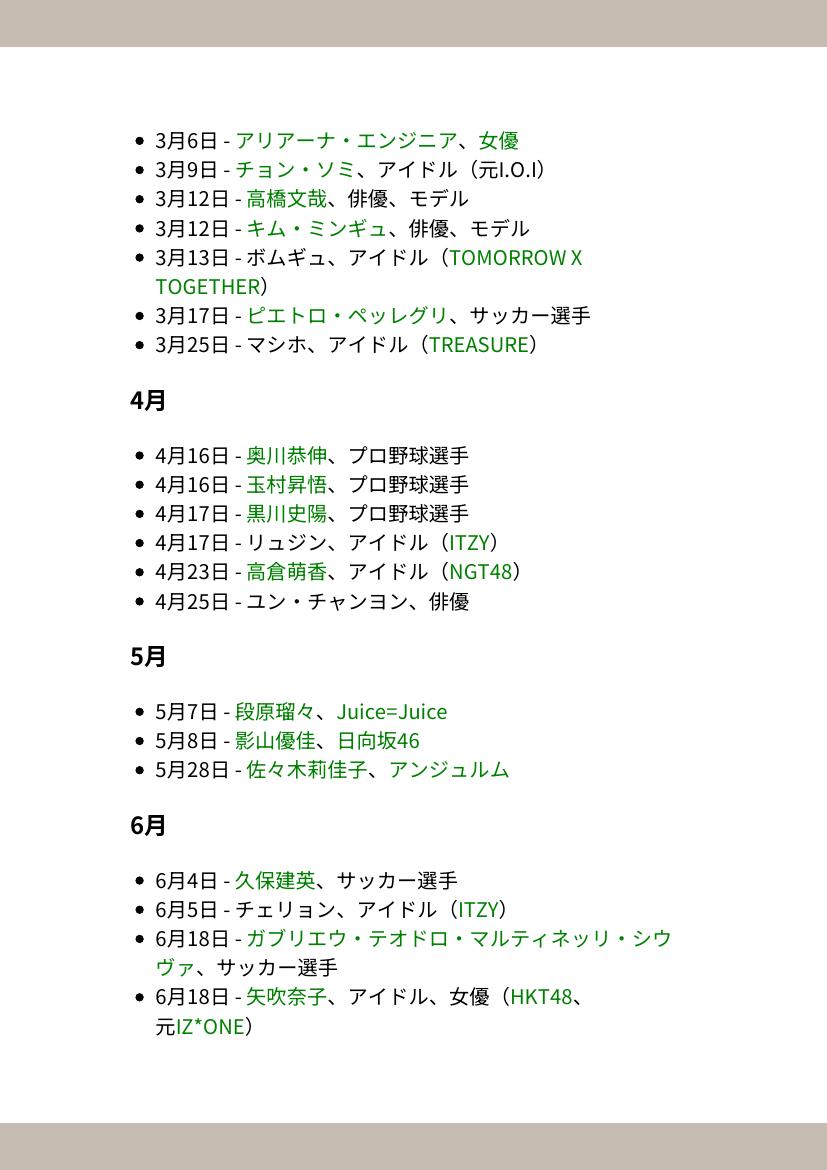 • 3月6日 - アリアーナ・エンジニア、女優
• 3月9日 - チョン・ソミ、アイドル（元I.O.I）
• 3月12日 - 高橋文哉、俳優、モデル
• 3月12日 - キム・ミンギュ、俳優、モデル
• 3月13日 - ボムギュ、アイドル（TOMORROW X
TOGETHER）
• 3月17日 - ピエトロ・ペッレグリ、サッカー選手
• 3月25日 - マシホ、アイドル（TREASURE）
4月
• 4月16日 - 奥川恭伸、プロ野球選手
• 4月16日 - 玉村昇悟、プロ野球選手
• 4月17日 - 黒川史陽、プロ野球選手
• 4月17日 - リュジン、アイドル（ITZY）
• 4月23日 - 高倉萌香、アイドル（NGT48）
• 4月25日 - ユン・チャンヨン、俳優
5月
• 5月7日 - 段原瑠々、Juice=Juice
• 5月8日 - 影山優佳、日向坂46
• 5月28日 - 佐々木莉佳子、アンジュルム
6月
• 6月4日 - 久保建英、サッカー選手
• 6月5日 - チェリョン、アイドル（ITZY）
• 6月18日 - ガブリエウ・テオドロ・マルティネッリ・シウ
ヴァ、サッカー選手
• 6月18日 - 矢吹奈子、アイドル、女優（HKT48、
元IZ*ONE）